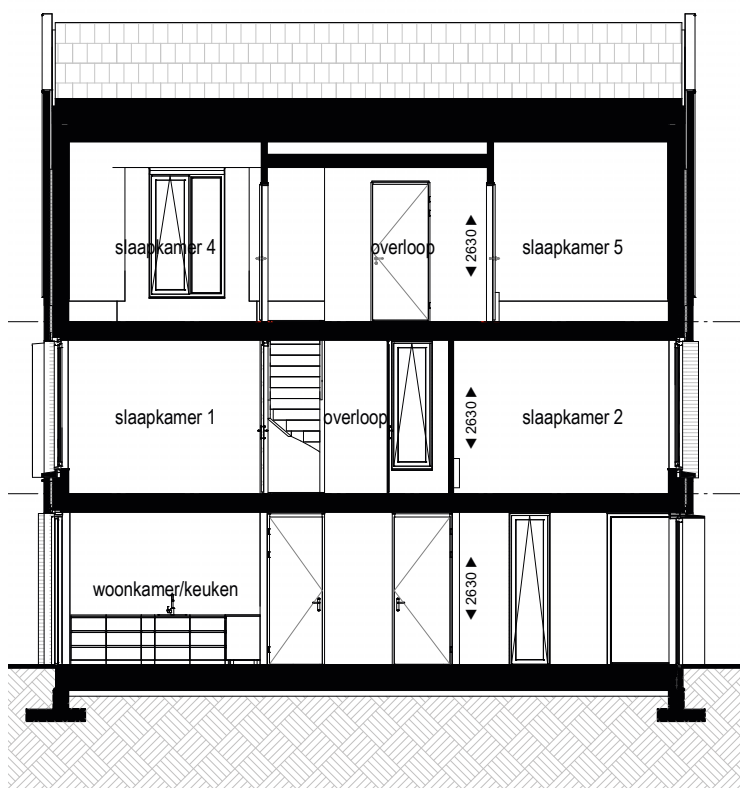 slaapkamer 4
overloop
◀ 2630 ▶
slaapkamer 5
slaapkamer 1
overloop
◀ 2630 ▶
slaapkamer 2
woonkamer/keuken
◀ 2630 ▶